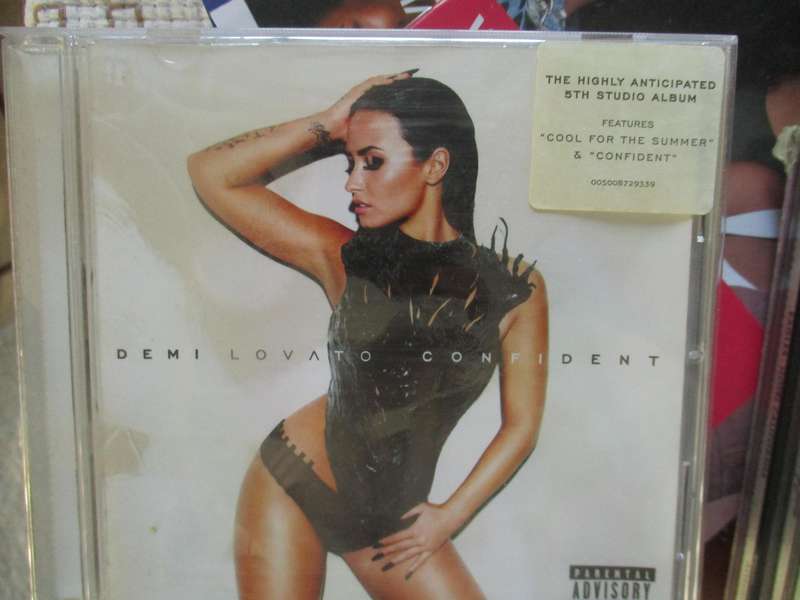 THE HIGHLY ANTICIPATED
5TH STUDIO ALBUM
FEATURES
"COOL FOR THE SUMMER"
& "CONFIDENT"
005008729339
DEMI LOVATO CONFIDENT
PARENTAL
ADVISORY